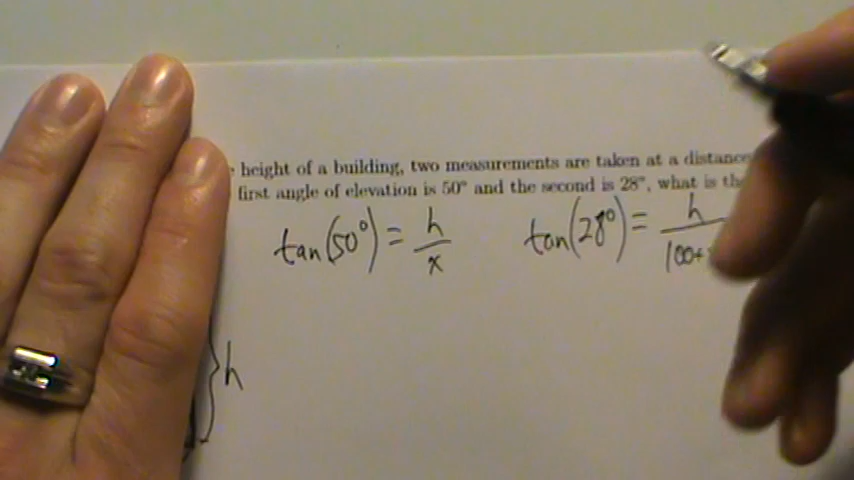 height of a building, two measurements are taken at a distance
first angle of elevation is 50° and the second is 28°, what is the
tan(50°) = h/x tan(28°) = h/100+
h